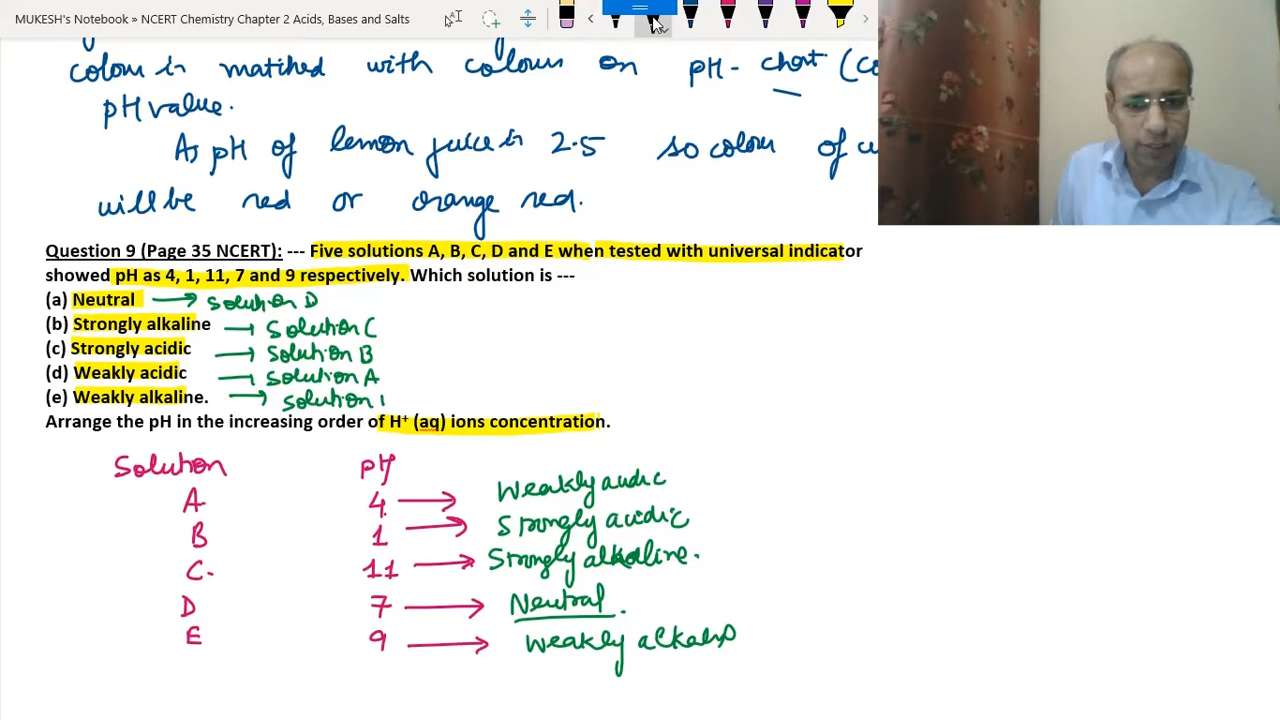 MUKESH's Notebook » NCERT Chemistry Chapter 2 Acids, Bases and Salts
colour is matched with colours on pH- chart (co
pH value.
As pH of lemon juice is 2.5 so colour of u
will be red or orange red.
Question 9 (Page 35 NCERT): --- Five solutions A, B, C, D and E when tested with universal indicator
showed pH as 4, 1, 11, 7 and 9 respectively. Which solution is ---
(a) Neutral → Solution D
(b) Strongly alkaline → Solution C
(c) Strongly acidic → Solution B
(d) Weakly acidic → Solution A
(e) Weakly alkaline. → Solution
Arrange the pH in the increasing order of H⁺ (aq) ions concentration.
Solution pH
A 4 → Weakly acidic
B 1 → Strongly acidic
C. 11 → Strongly alkaline.
D 7 → Neutral.
E 9 → Weakly alkaline